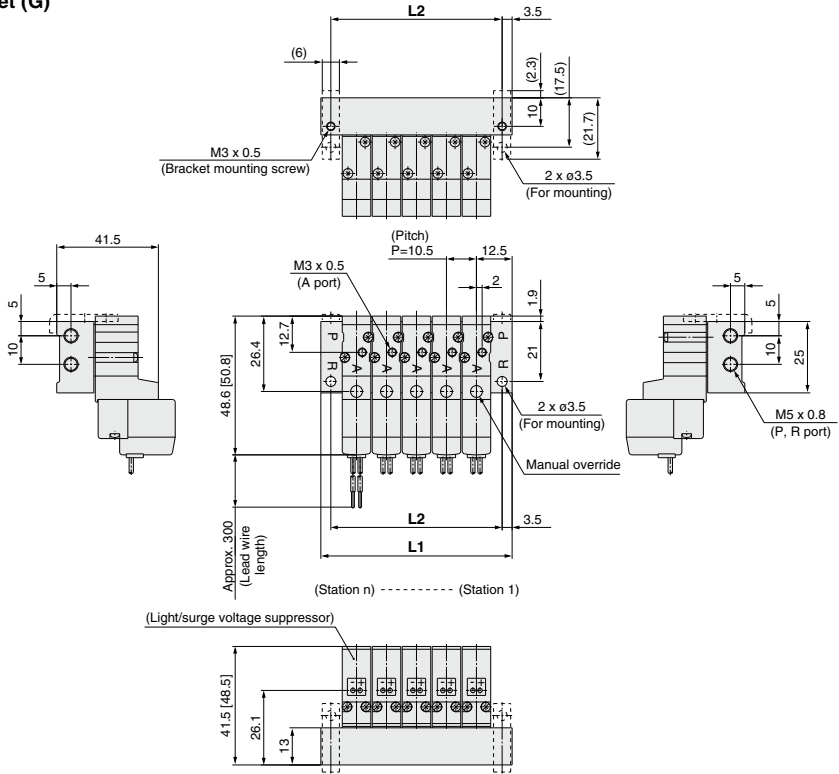 et (G)
L2
3.5
(6)
(2.3)
(17.5)
10
(21.7)
M3 x 0.5
(Bracket mounting screw)
2 x ø3.5
(For mounting)
41.5
5
5
10
(Pitch)
P=10.5
12.5
M3 x 0.5
(A port)
2
1.9
12.7
26.4
48.6 [50.8]
21
P
R
A
A
A
A
A
P
R
2 x ø3.5
(For mounting)
Manual override
5
5
10
25
M5 x 0.8
(P, R port)
Approx. 300
(Lead wire
length)
L2
3.5
L1
(Station n) - - - - - - - - - - - (Station 1)
(Light/surge voltage suppressor)
41.5 [48.5]
26.1
13
- +
- +
- +
- +
- +